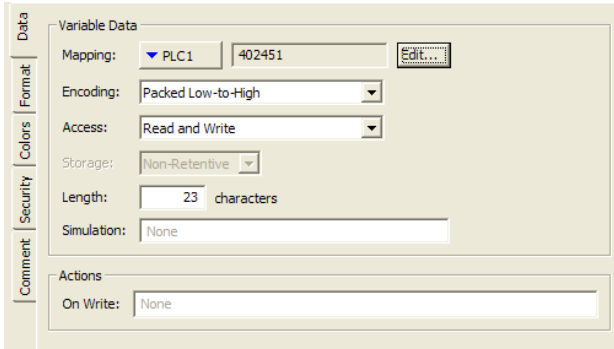 Data
Format
Colors
Security
Comment
Variable Data
Mapping: PLC1 402451 Edit...
Encoding: Packed Low-to-High
Access: Read and Write
Storage: Non-Retentive
Length: 23 characters
Simulation: None
Actions
On Write: None